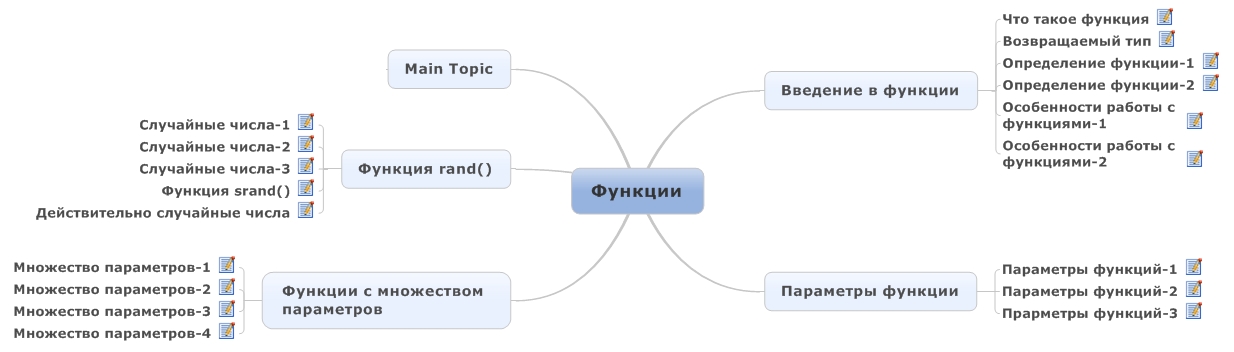 Main Topic
Случайные числа-1
Случайные числа-2
Случайные числа-3
Функция srand()
Действительно случайные числа
Функция rand()
Множество параметров-1
Множество параметров-2
Множество параметров-3
Множество параметров-4
Функции с множеством
параметров
Функции
Введение в функции
Что такое функция
Возвращаемый тип
Определение функции-1
Определение функции-2
Особенности работы с
функциями-1
Особенности работы с
функциями-2
Параметры функции
Параметры функций-1
Параметры функций-2
Прарметры функций-3